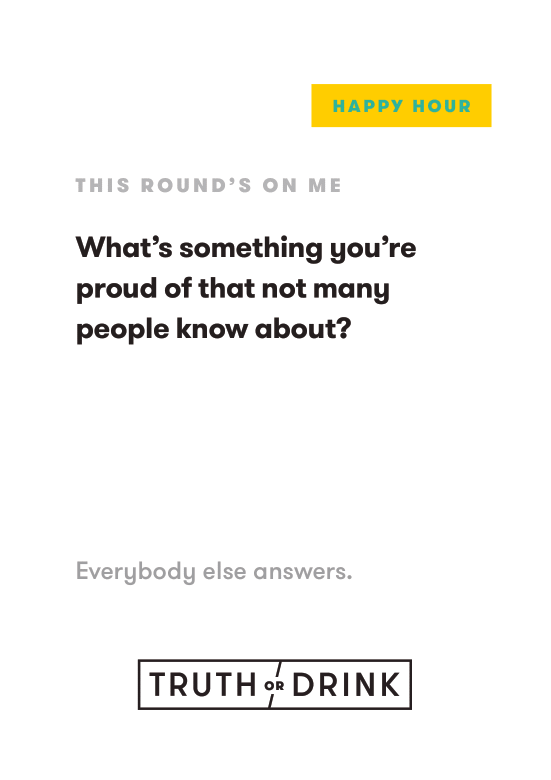 HAPPY HOUR
THIS ROUND’S ON ME
What’s something you’re
proud of that not many
people know about?
Everybody else answers.
TRUTH OR DRINK